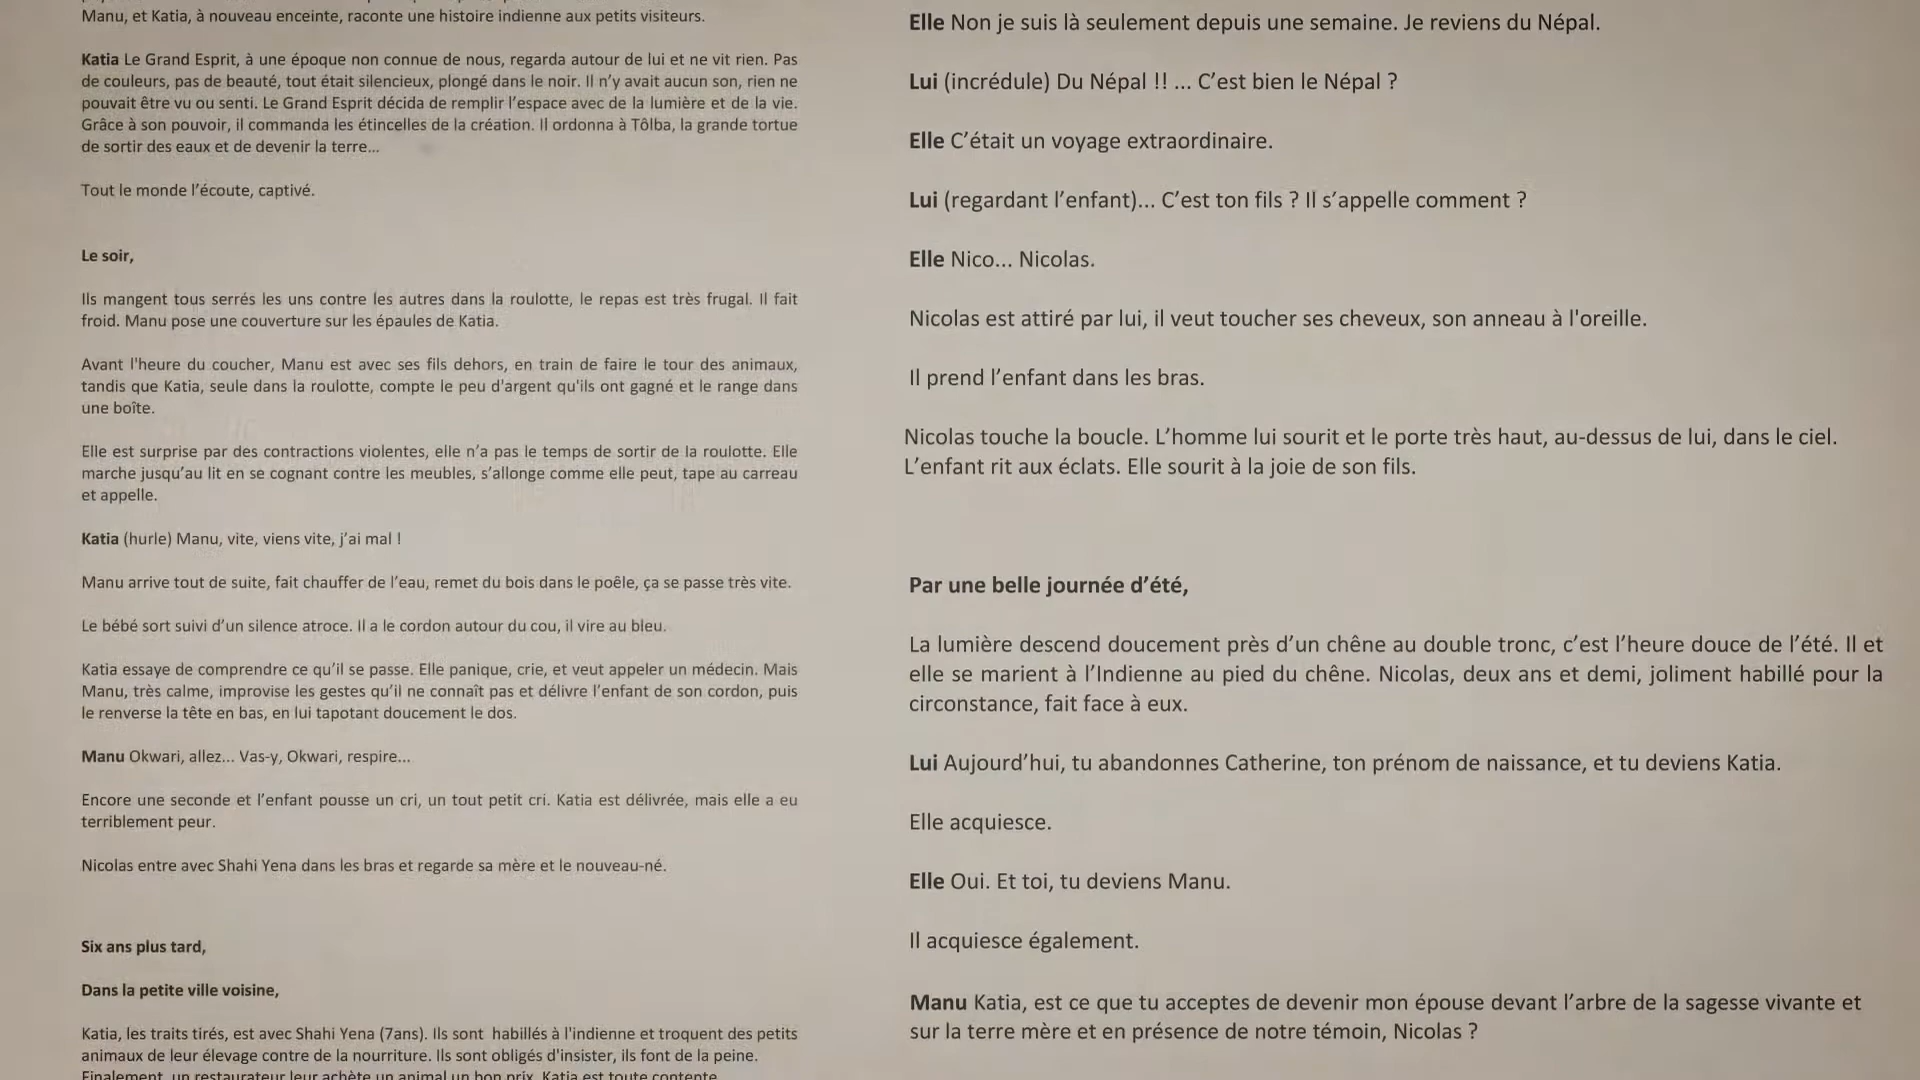 Manu, et Katia, à nouveau enceinte, raconte une histoire indienne aux petits visiteurs.
Katia Le Grand Esprit, à une époque non connue de nous, regarda autour de lui et ne vit rien. Pas
de couleurs, pas de beauté, tout était silencieux, plongé dans le noir. Il n'y avait aucun son, rien ne
pouvait être vu ou senti. Le Grand Esprit décida de remplir l'espace avec de la lumière et de la vie.
Grâce à son pouvoir, il commanda les étincelles de la création. Il ordonna à Tôlba, la grande tortue
de sortir des eaux et de devenir la terre...
Tout le monde l'écoute, captivé.
Le soir,
Ils mangent tous serrés les uns contre les autres dans la roulotte, le repas est très frugal. Il fait
froid. Manu pose une couverture sur les épaules de Katia.
Avant l'heure du coucher, Manu est avec ses fils dehors, en train de faire le tour des animaux,
tandis que Katia, seule dans la roulotte, compte le peu d'argent qu'ils ont gagné et le range dans
une boîte.
Elle est surprise par des contractions violentes, elle n'a pas le temps de sortir de la roulotte. Elle
marche jusqu'au lit en se cognant contre les meubles, s'allonge comme elle peut, tape au carreau
et appelle.
Katia (hurle) Manu, vite, viens vite, j'ai mal !
Manu arrive tout de suite, fait chauffer de l'eau, remet du bois dans le poêle, ça se passe très vite.
Le bébé sort suivi d'un silence atroce. Il a le cordon autour du cou, il vire au bleu.
Katia essaye de comprendre ce qu'il se passe. Elle panique, crie, et veut appeler un médecin. Mais
Manu, très calme, improvise les gestes qu'il ne connaît pas et délivre l'enfant de son cordon, puis
le renverse la tête en bas, en lui tapotant doucement le dos.
Manu Okwari, allez... Vas-y, Okwari, respire...
Encore une seconde et l'enfant pousse un cri, un tout petit cri. Katia est délivrée, mais elle a eu
terriblement peur.
Nicolas entre avec Shahi Yena dans les bras et regarde sa mère et le nouveau-né.
Six ans plus tard,
Dans la petite ville voisine,
Katia, les traits tirés, est avec Shahi Yena (7ans). Ils sont habillés à l'indienne et troquent des petits
animaux de leur élevage contre de la nourriture. Ils sont obligés d'insister, ils font de la peine.
Finalement, un restaurateur leur achète un animal un bon prix. Katia est toute contente.
Elle Non je suis là seulement depuis une semaine. Je reviens du Népal.
Lui (incrédule) Du Népal !! ... C'est bien le Népal ?
Elle C'était un voyage extraordinaire.
Lui (regardant l'enfant)... C'est ton fils ? Il s'appelle comment ?
Elle Nico... Nicolas.
Nicolas est attiré par lui, il veut toucher ses cheveux, son anneau à l'oreille.
Il prend l'enfant dans les bras.
Nicolas touche la boucle. L'homme lui sourit et le porte très haut, au-dessus de lui, dans le ciel.
L'enfant rit aux éclats. Elle sourit à la joie de son fils.
Par une belle journée d'été,
La lumière descend doucement près d'un chêne au double tronc, c'est l'heure douce de l'été. Il et
elle se marient à l'Indienne au pied du chêne. Nicolas, deux ans et demi, joliment habillé pour la
circonstance, fait face à eux.
Lui Aujourd'hui, tu abandonnes Catherine, ton prénom de naissance, et tu deviens Katia.
Elle acquiesce.
Elle Oui. Et toi, tu deviens Manu.
Il acquiesce également.
Manu Katia, est ce que tu acceptes de devenir mon épouse devant l'arbre de la sagesse vivante et
sur la terre mère et en présence de notre témoin, Nicolas ?